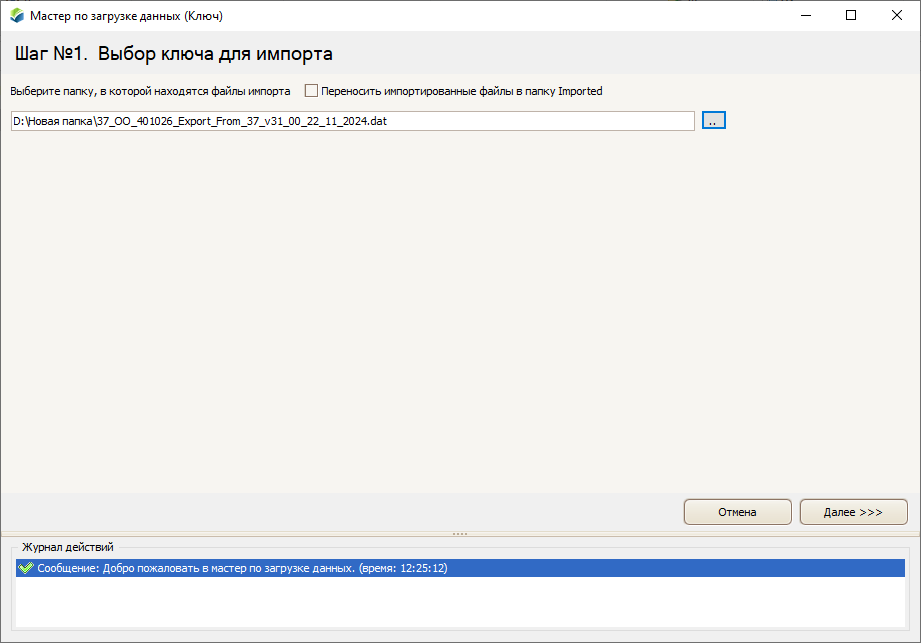 Мастер по загрузке данных (Ключ)
Шаг №1. Выбор ключа для импорта
Выберите папку, в которой находятся файлы импорта
Переносить импортированные файлы в папку Imported
D:\Новая папка\37_ОО_401026_Export_From_37_v31_00_22_11_2024.dat
..
Отмена
Далее >>>
Журнал действий
Сообщение: Добро пожаловать в мастер по загрузке данных. (время: 12:25:12)